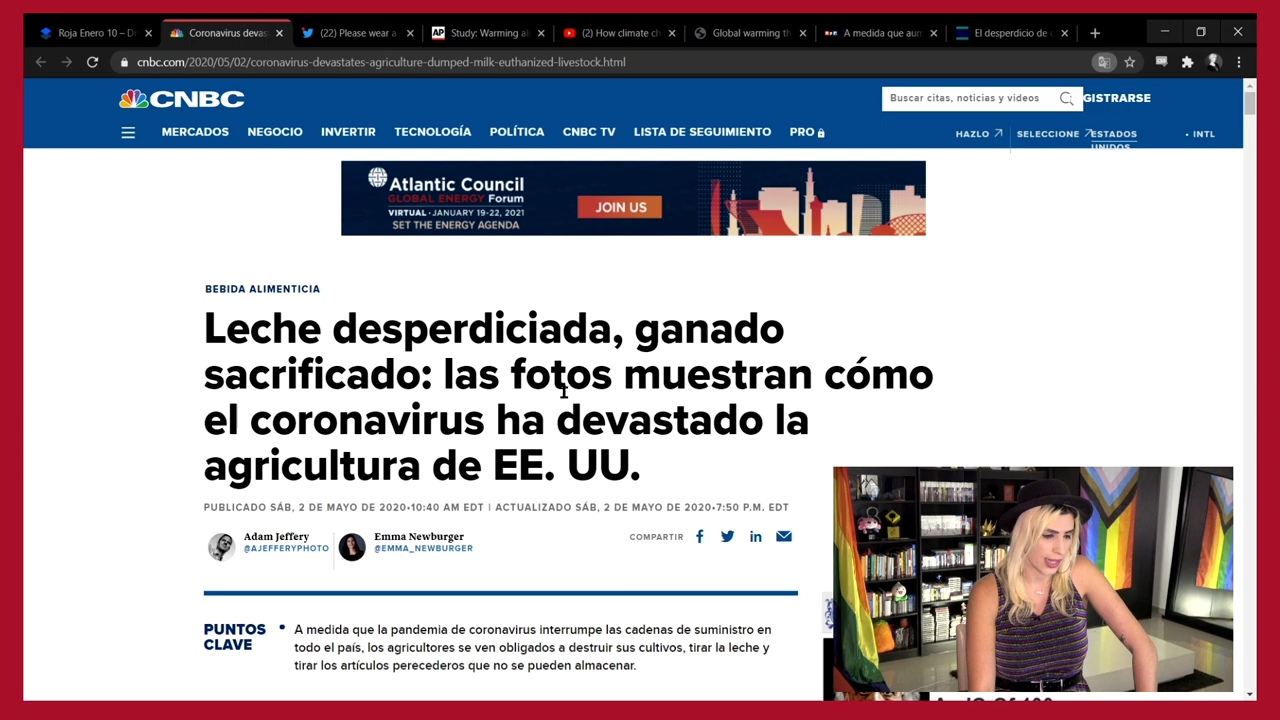 Roja Enero 10 – D
Coronavirus devas
(22) Please wear a
AP
Study: Warming al
(2) How climate ch
Global warming th
A medida que aum
El desperdicio de
cnbc.com/2020/05/02/coronavirus-devastates-agriculture-dumped-milk-euthanized-livestock.html
CNBC
Buscar citas, noticias y videos
GISTRARSE
MERCADOS
NEGOCIO
INVERTIR
TECNOLOGÍA
POLÍTICA
CNBC TV
LISTA DE SEGUIMIENTO
PRO
HAZLO
SELECCIONE
ESTADOS
UNIDOS
• INTL
Atlantic Council
GLOBAL ENERGY Forum
VIRTUAL • JANUARY 19-22, 2021
SET THE ENERGY AGENDA
JOIN US
BEBIDA ALIMENTICIA
Leche desperdiciada, ganado
sacrificado: las fotos muestran cómo
el coronavirus ha devastado la
agricultura de EE. UU.
PUBLICADO SÁB, 2 DE MAYO DE 2020•10:40 AM EDT | ACTUALIZADO SÁB, 2 DE MAYO DE 2020•7:50 P.M. EDT
Adam Jeffery
@AJEFFERYPHOTO
Emma Newburger
@EMMA_NEWBURGER
COMPARTIR
PUNTOS
CLAVE
• A medida que la pandemia de coronavirus interrumpe las cadenas de suministro en
todo el país, los agricultores se ven obligados a destruir sus cultivos, tirar la leche y
tirar los artículos perecederos que no se pueden almacenar.